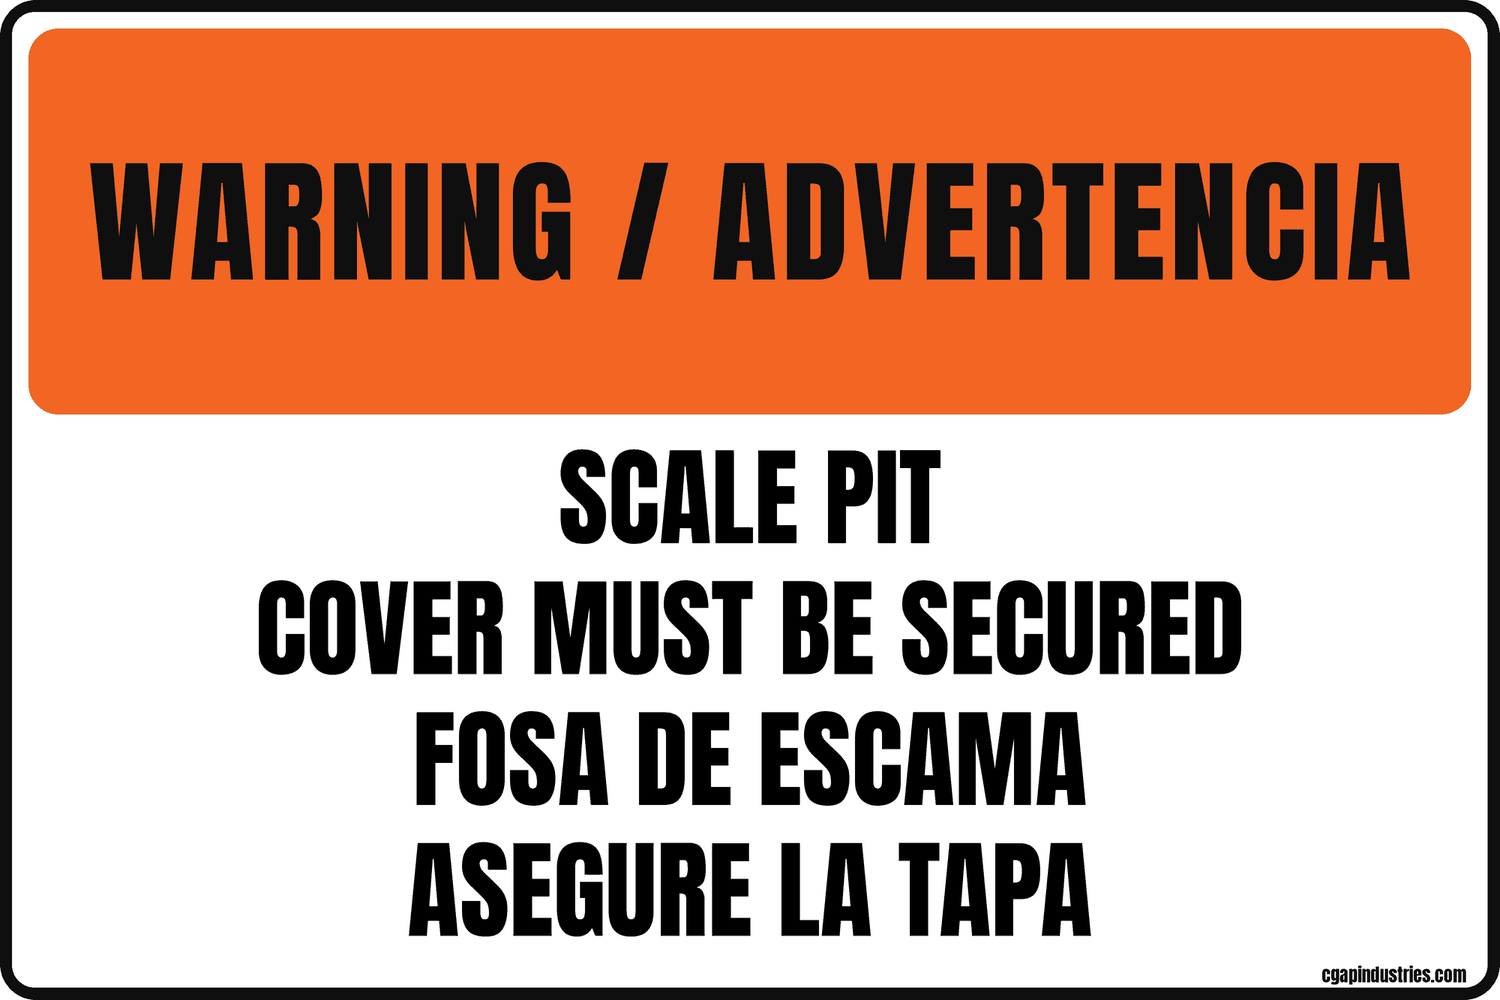 WARNING / ADVERTENCIA
SCALE PIT
COVER MUST BE SECURED
FOSA DE ESCAMA
ASEGURE LA TAPA
cgapindustries.com